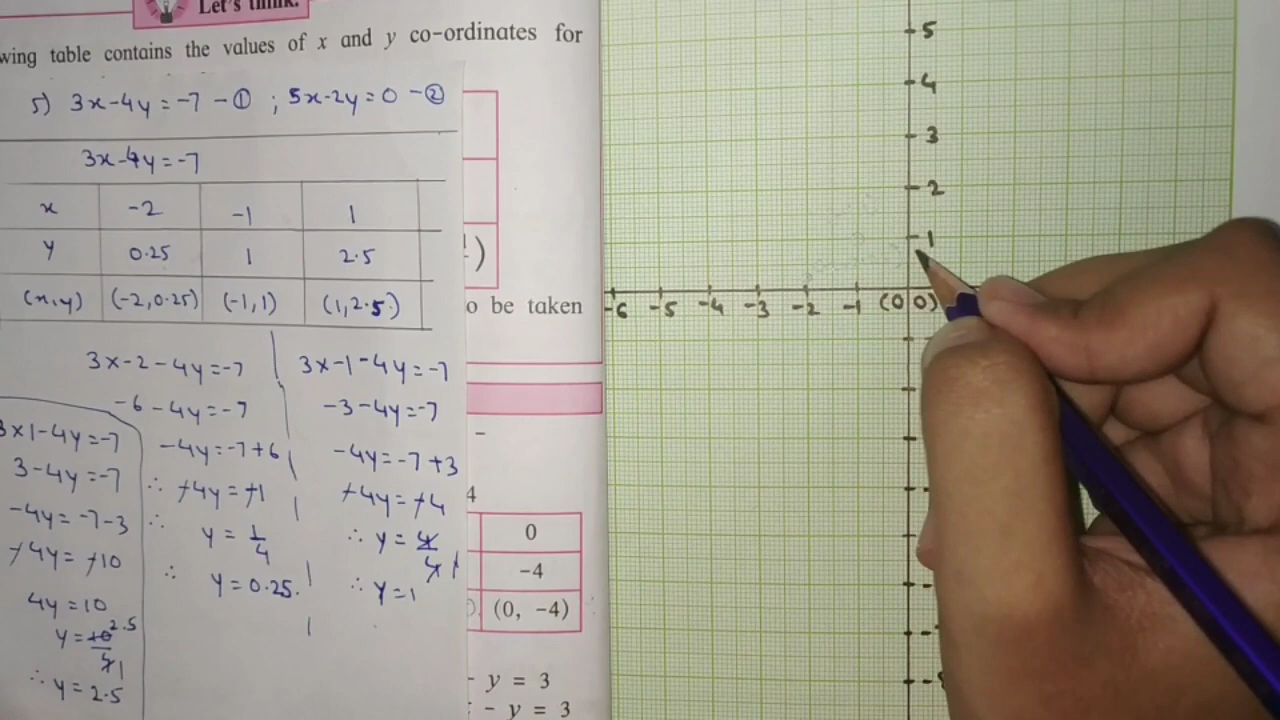 Let's think.
wing table contains the values of x and y co-ordinates for
5) 3x-4y=-7 -① ; 5x-2y=0 -②
3x-4y=-7
x -2 -1 1
y 0.25 1 2.5
(x,y) (-2,0.25) (-1,1) (1,2.5)
)
o be taken
3x-2-4y=-7
-6-4y=-7
-4y=-7+6
∴ +4y=+1
∴ y=1/4
∴ y=0.25.
3x-1-4y=-7
-3-4y=-7
-4y=-7+3
+4y=+4
∴ y=4/4 1
∴ y=1
3x1-4y=-7
3-4y=-7
-4y=-7-3
+4y=+10
4y=10
y=10/4 2.5
∴ y=2.5
4
0
-4
(0, -4)
- y = 3
- y = 3
5
4
3
2
1
-6 -5 -4 -3 -2 -1 (0 0)